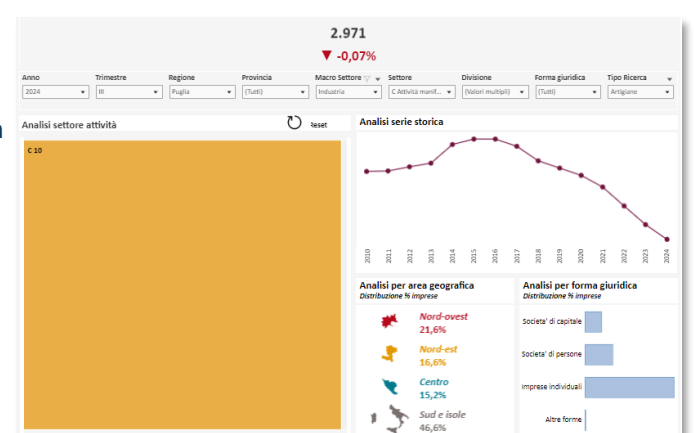 2.971
▼ -0,07%
Anno Trimestre Regione Provincia Macro Settore Settore Divisione Forma giuridica Tipo Ricerca
2024 III Puglia (Tutti) Industria C Attività manif... (Valori multipli) (Tutti) Artigiane
Analisi settore attività
Reset
C 10
Analisi serie storica
2010 2011 2012 2013 2014 2015 2016 2017 2018 2019 2020 2021 2022 2023 2024
Analisi per area geografica
Distribuzione % imprese
Nord-ovest
21,6%
Nord-est
16,6%
Centro
15,2%
Sud e isole
46,6%
Analisi per forma giuridica
Distribuzione % imprese
Societa' di capitale
Societa' di persone
Imprese individuali
Altre forme